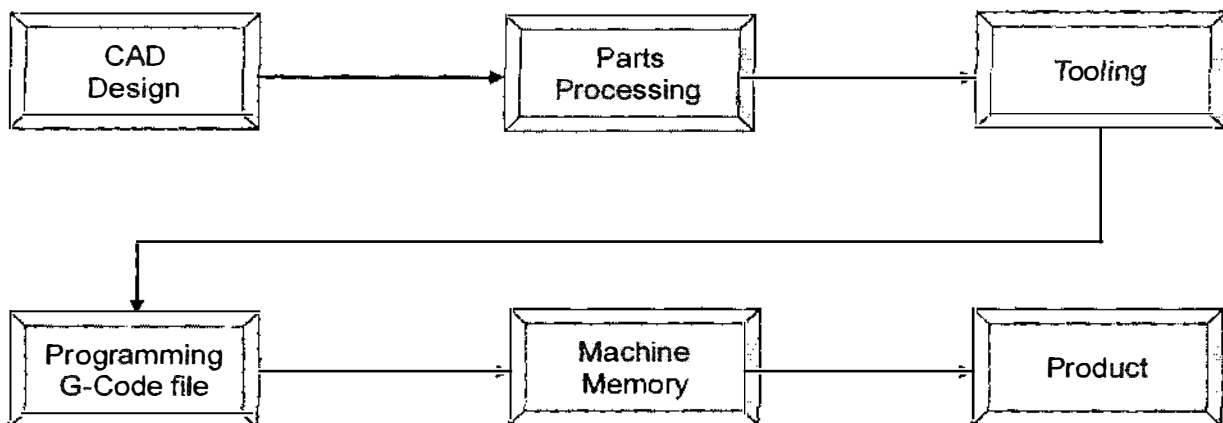 CAD
Design
Parts
Processing
Tooling
Programming
G-Code file
Machine
Memory
Product